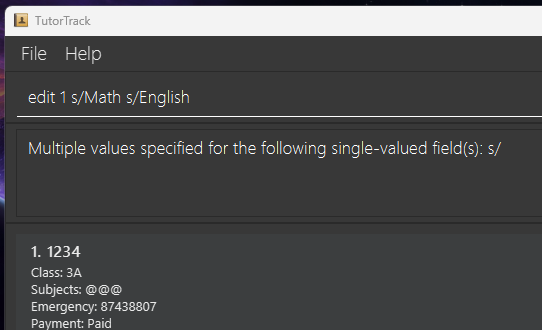 TutorTrack
File Help
edit 1 s/Math s/English
Multiple values specified for the following single-valued field(s): s/
1. 1234
Class: 3A
Subjects: @@@
Emergency: 87438807
Payment: Paid